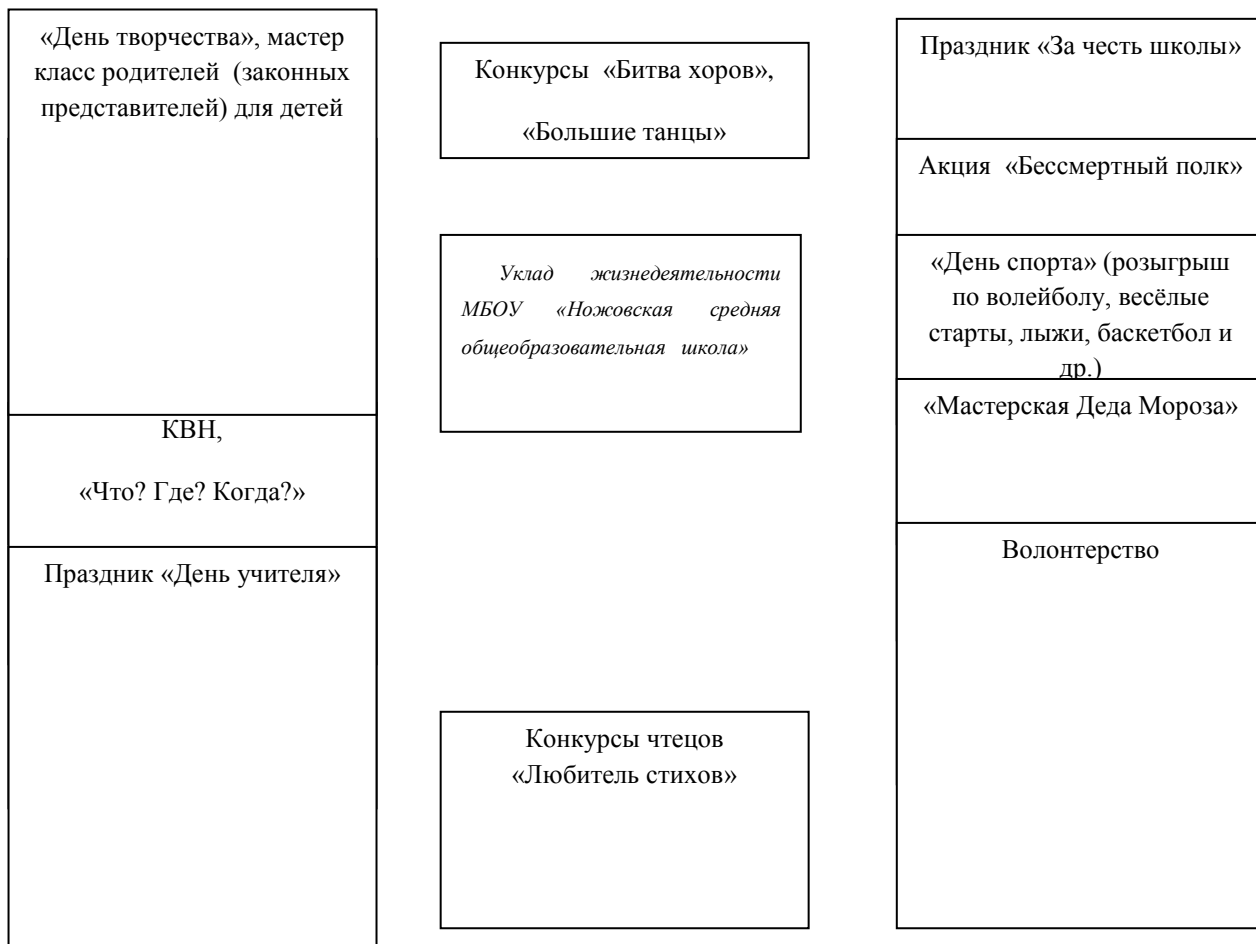 «День творчества», мастер
класс родителей (законных
представителей) для детей
КВН,
«Что? Где? Когда?»
Праздник «День учителя»
Конкурсы «Битва хоров»,
«Большие танцы»
Уклад жизнедеятельности
МБОУ «Ножовская средняя
общеобразовательная школа»
Конкурсы чтецов
«Любитель стихов»
Праздник «За честь школы»
Акция «Бессмертный полк»
«День спорта» (розыгрыш
по волейболу, весёлые
старты, лыжи, баскетбол и
др.)
«Мастерская Деда Мороза»
Волонтерство